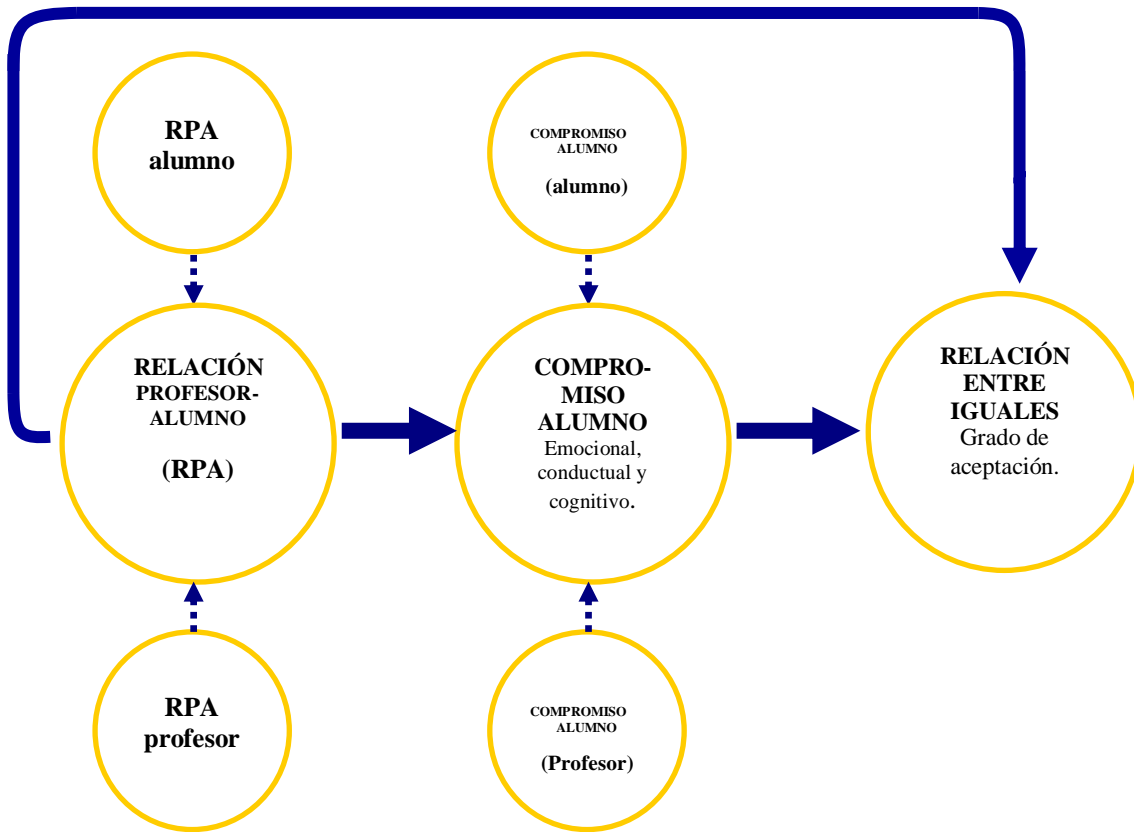 RPA
alumno
COMPROMISO
ALUMNO
(alumno)
RELACIÓN
PROFESOR-
ALUMNO
(RPA)
COMPRO-
MISO
ALUMNO
Emocional,
conductual y
cognitivo.
RELACIÓN
ENTRE
IGUALES
Grado de
aceptación.
RPA
profesor
COMPROMISO
ALUMNO
(Profesor)